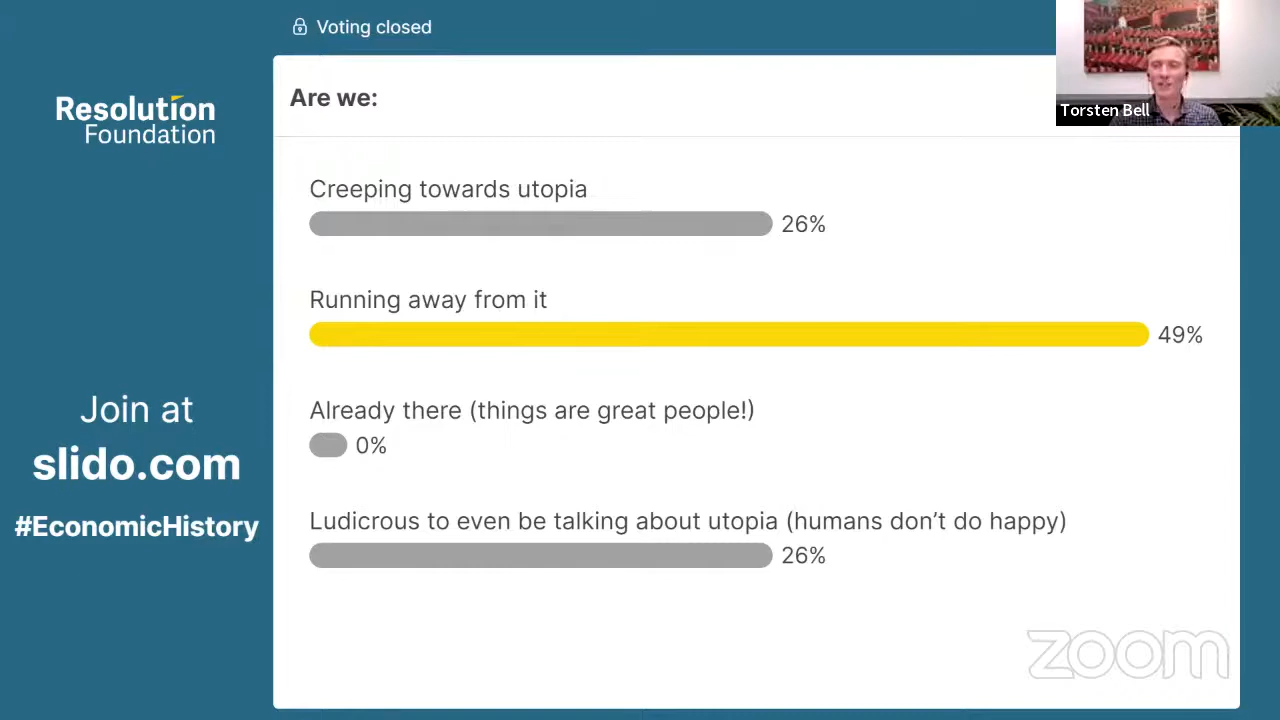 Voting closed
Resolution
Foundation
Are we:
Torsten Bell
Creeping towards utopia
26%
Running away from it
49%
Already there (things are great people!)
0%
Ludicrous to even be talking about utopia (humans don’t do happy)
26%
Join at
slido.com
#EconomicHistory
zoom